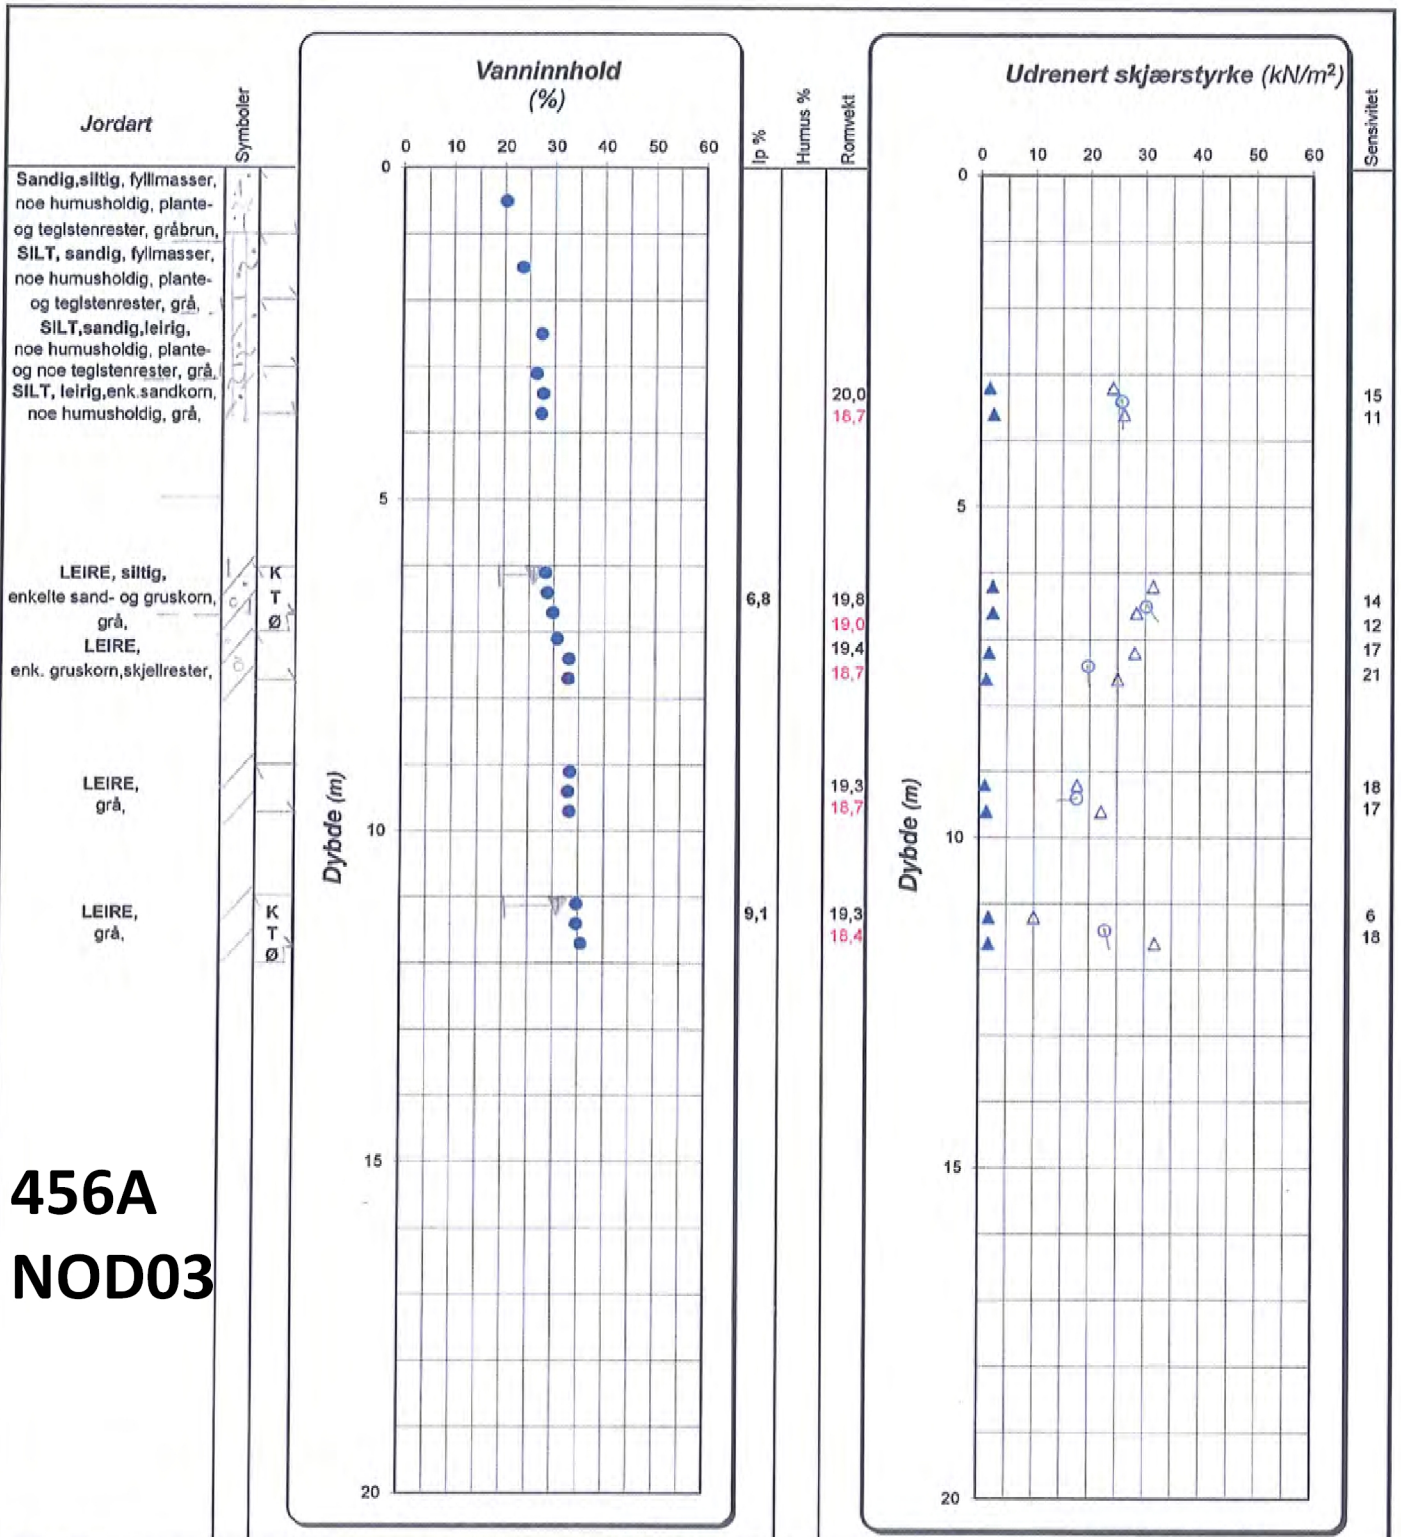 Jordart
Symboler
Vanninnhold
(%)
Ip %
Humus %
Romvekt
Udrenert skjærstyrke (kN/m²)
Sensivitet
0 10 20 30 40 50 60
0 10 20 30 40 50 60
0
5
10
15
20
Dybde (m)
0
5
10
15
20
Dybde (m)
Sandig,siltig, fylllmasser,
noe humusholdig, plante-
og teglstenrester, gråbrun,
SILT, sandig, fyllmasser,
noe humusholdig, plante-
og teglstenrester, grå,
SILT,sandig,leirig,
noe humusholdig, plante-
og noe teglstenrester, grå,
SILT, leirig,enk.sandkorn,
noe humusholdig, grå,
20,0
18,7
15
11
LEIRE, siltig,
enkelte sand- og gruskorn,
grå,
K
T
Ø
6,8
19,8
19,0
14
12
LEIRE,
enk. gruskorn,skjellrester,
19,4
18,7
17
21
LEIRE,
grå,
19,3
18,7
18
17
LEIRE,
grå,
K
T
Ø
9,1
19,3
18,4
6
18
456A
NOD03